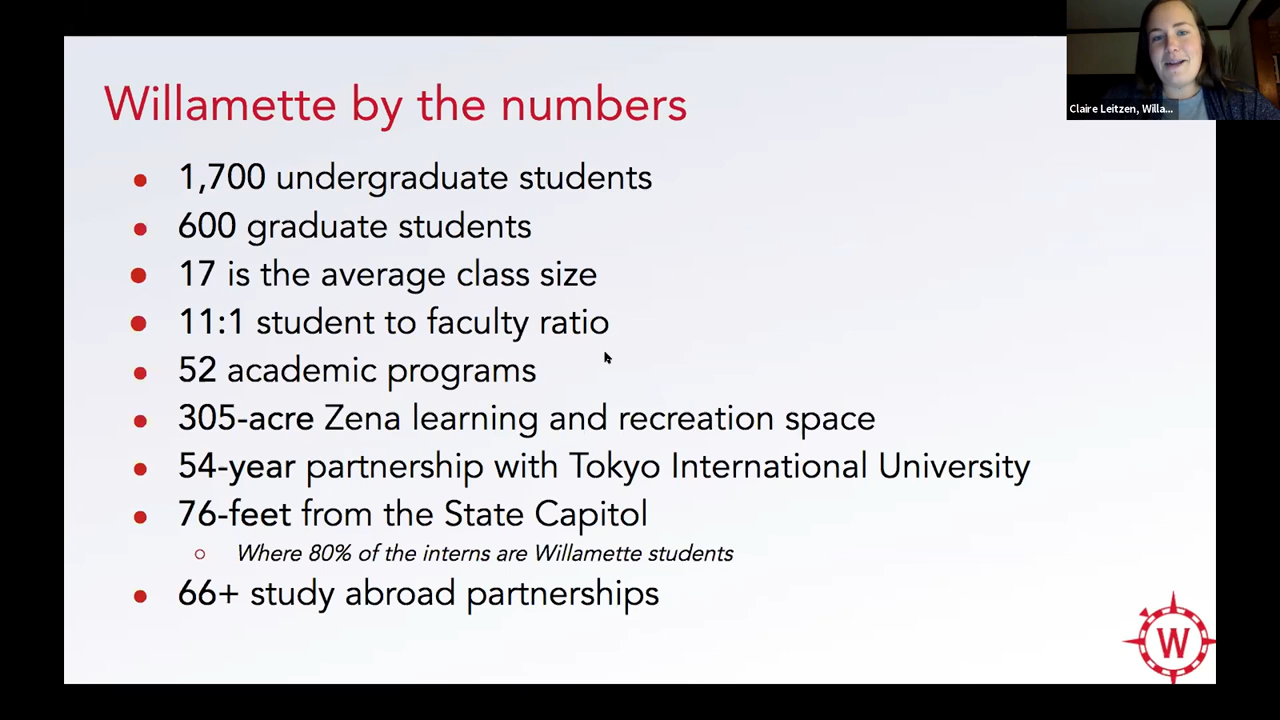 Willamette by the numbers
Claire Leitzen, Willa...
1,700 undergraduate students
600 graduate students
17 is the average class size
11:1 student to faculty ratio
52 academic programs
305-acre Zena learning and recreation space
54-year partnership with Tokyo International University
76-feet from the State Capitol
Where 80% of the interns are Willamette students
66+ study abroad partnerships
W